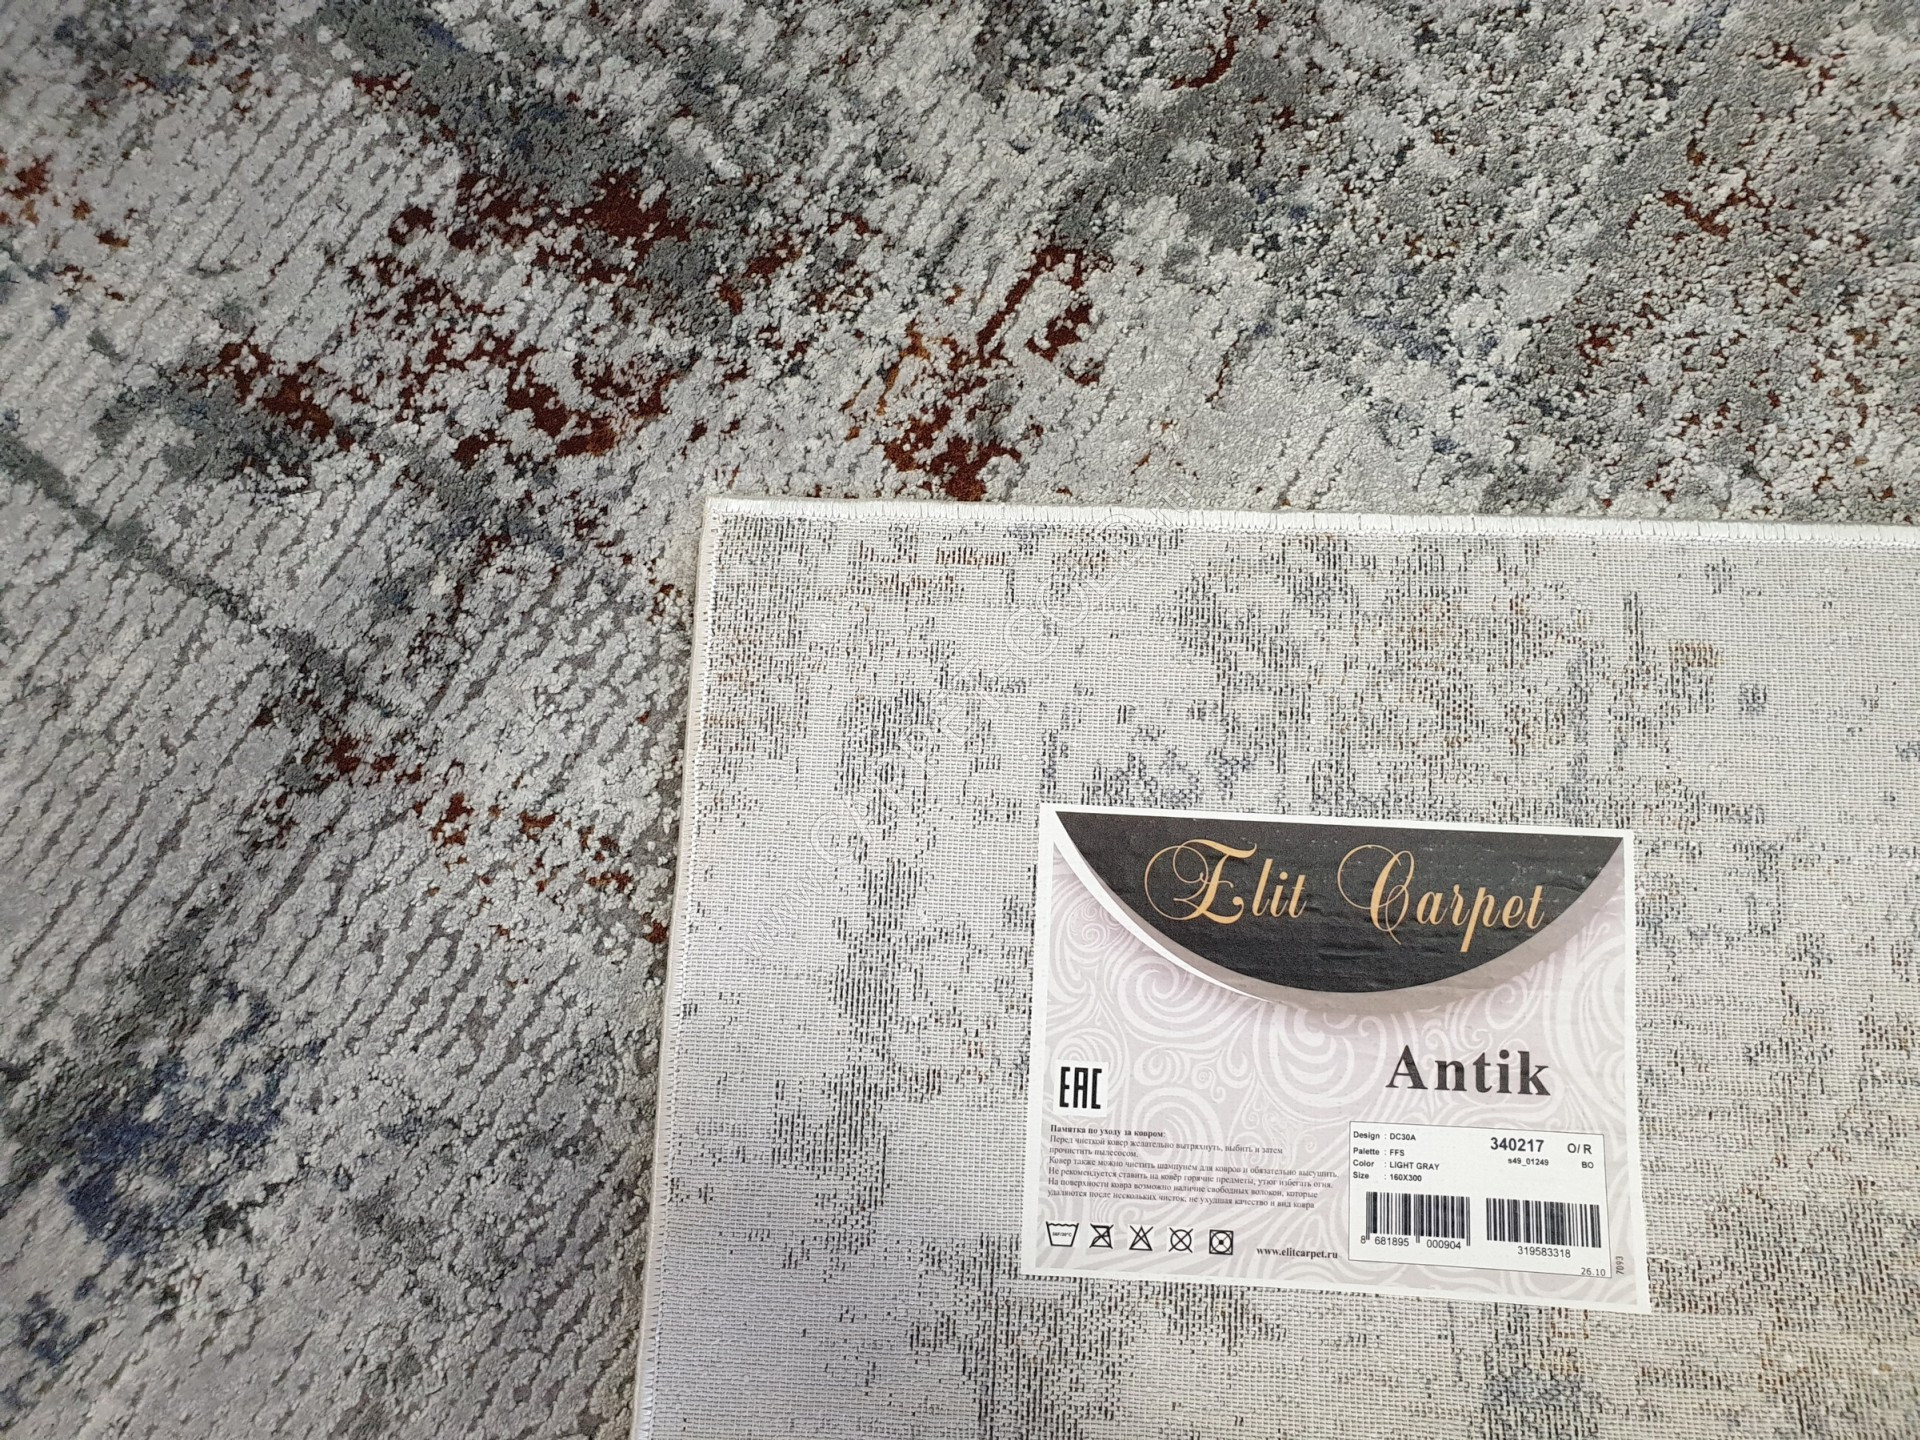 Elit Carpet
Antik
EAC
Памятка по уходу за ковром:
Перед чисткой ковер желательно вытряхнуть, выбить и затем
прочистить пылесосом.
Ковер также можно чистить шампунем для ковров и обязательно высушить.
Не рекомендуется ставить на ковёр горячие предметы, утюг избегать огня.
На поверхности ковра возможно наличие свободных волокон, которые
удаляются после нескольких чисток, не ухудшая качество и вид ковра
www.elitcarpet.ru
Design : DC30A 340217 O/R
Palette : FFS s49_01249 BO
Color : LIGHT GRAY
Size : 160X300
8 681895 000904
319583318
26.10
7093